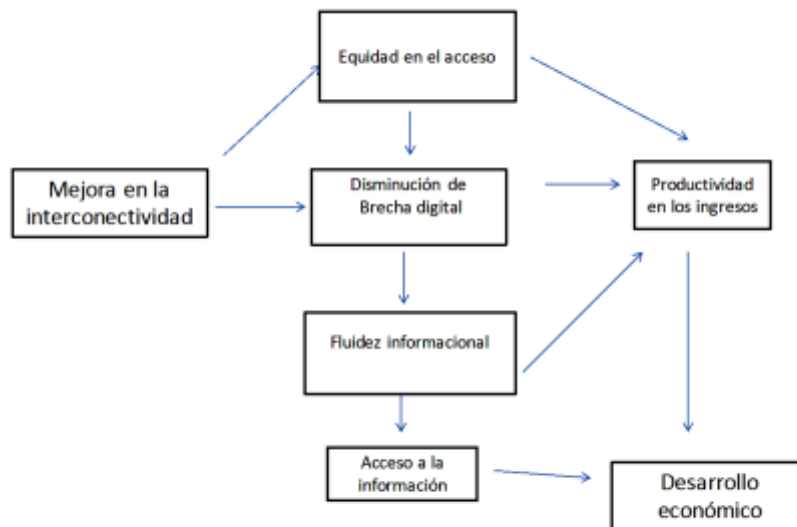 Equidad en el acceso
Mejora en la
interconectividad
Disminución de
Brecha digital
Productividad
en los ingresos
Fluidez informacional
Acceso a la
información
Desarrollo
económico